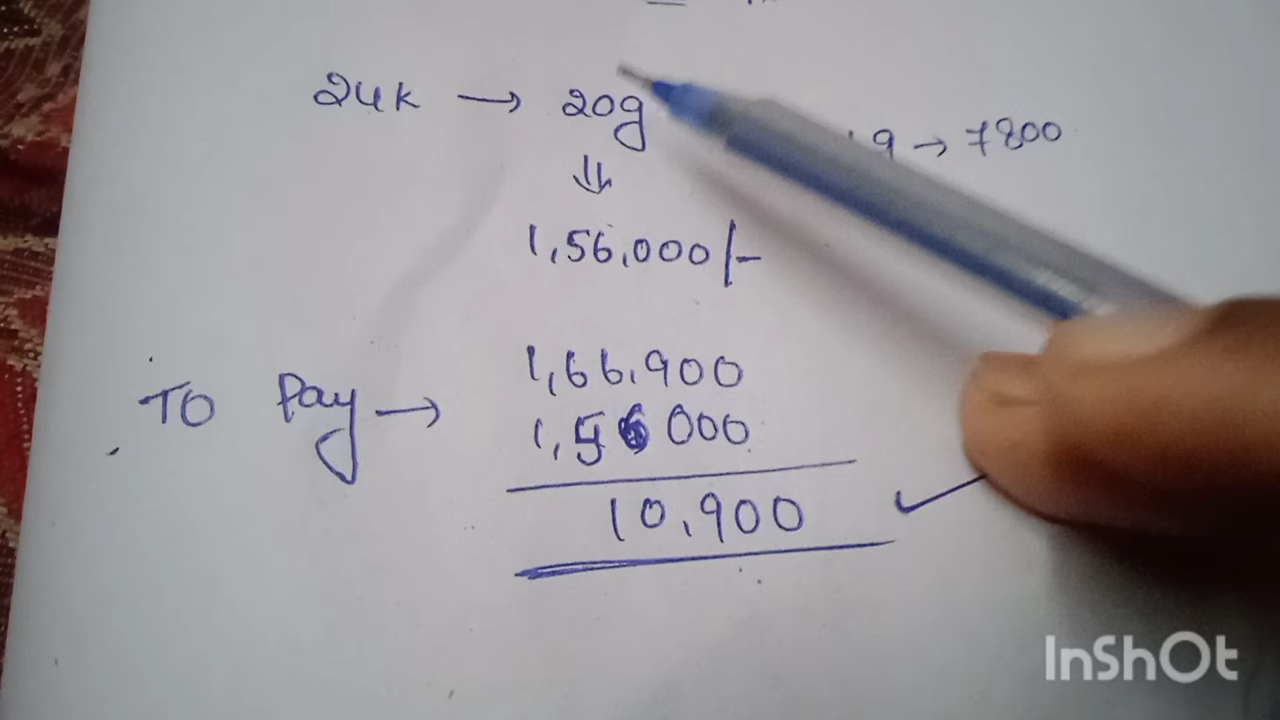 24K → 20g
g → 7800
⇓
1,56,000/-
1,66,900
TO Pay → 1,56000
10,900 ✓
InShOt